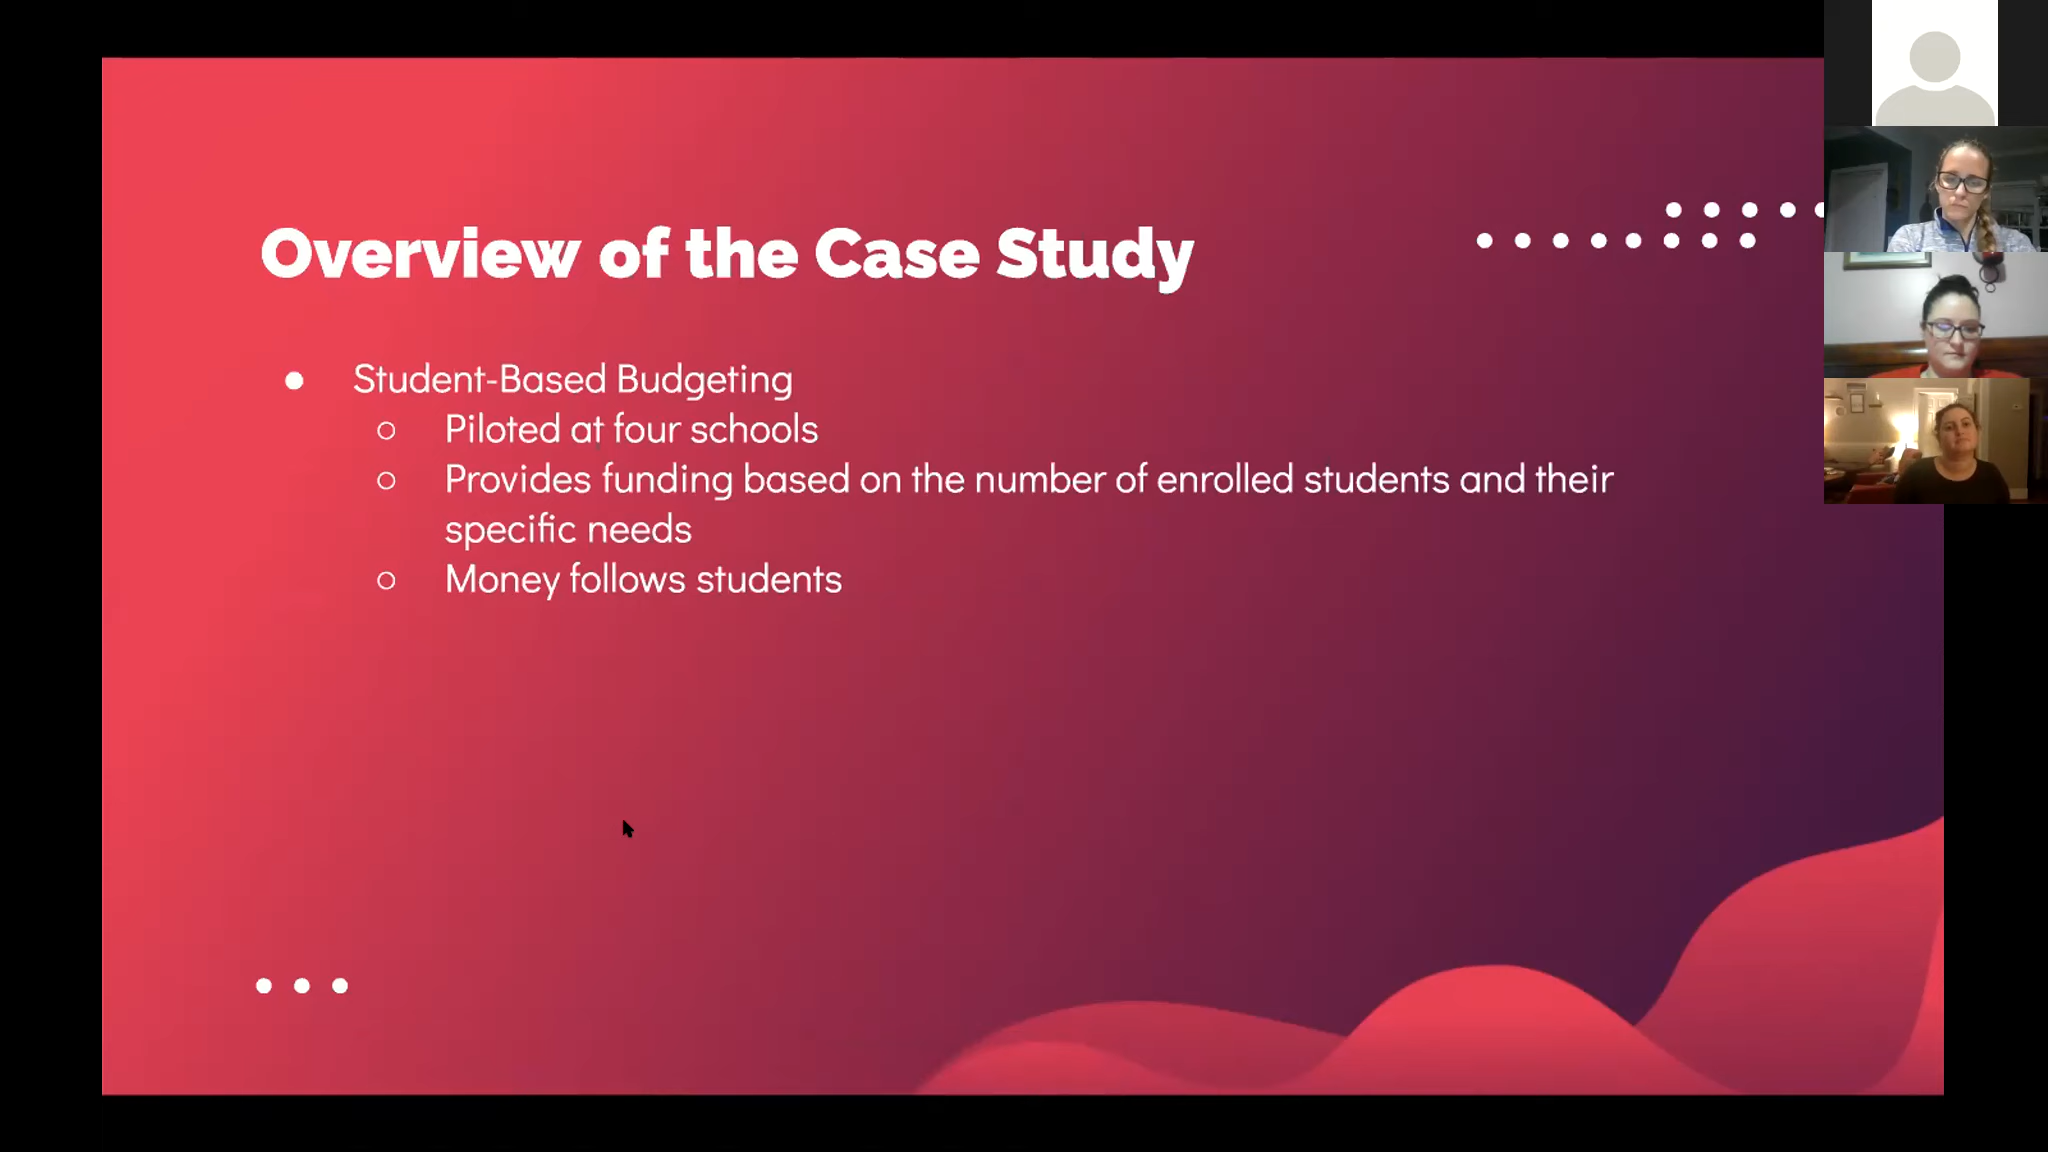 Overview of the Case Study
● Student-Based Budgeting
○ Piloted at four schools
○ Provides funding based on the number of enrolled students and their
specific needs
○ Money follows students